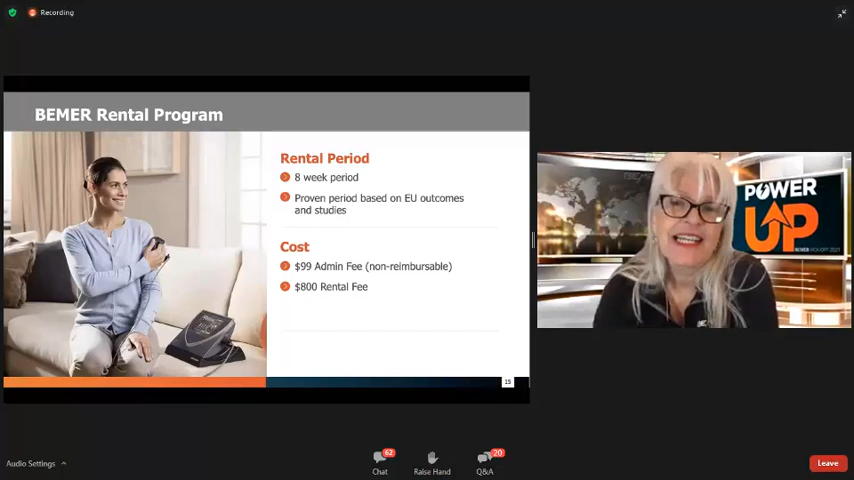 Recording
BEMER Rental Program
Rental Period
8 week period
Proven period based on EU outcomes
and studies
Cost
$99 Admin Fee (non-reimbursable)
$800 Rental Fee
15
POWER
UP
Audio Settings
62
Chat
Raise Hand
20
Q&A
Leave